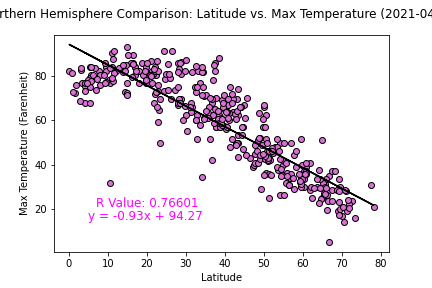 rthern Hemisphere Comparison: Latitude vs. Max Temperature (2021-04
Max Temperature (Farenheit)
80
60
40
20
R Value: 0.76601
y = -0.93x + 94.27
0 10 20 30 40 50 60 70 80
Latitude